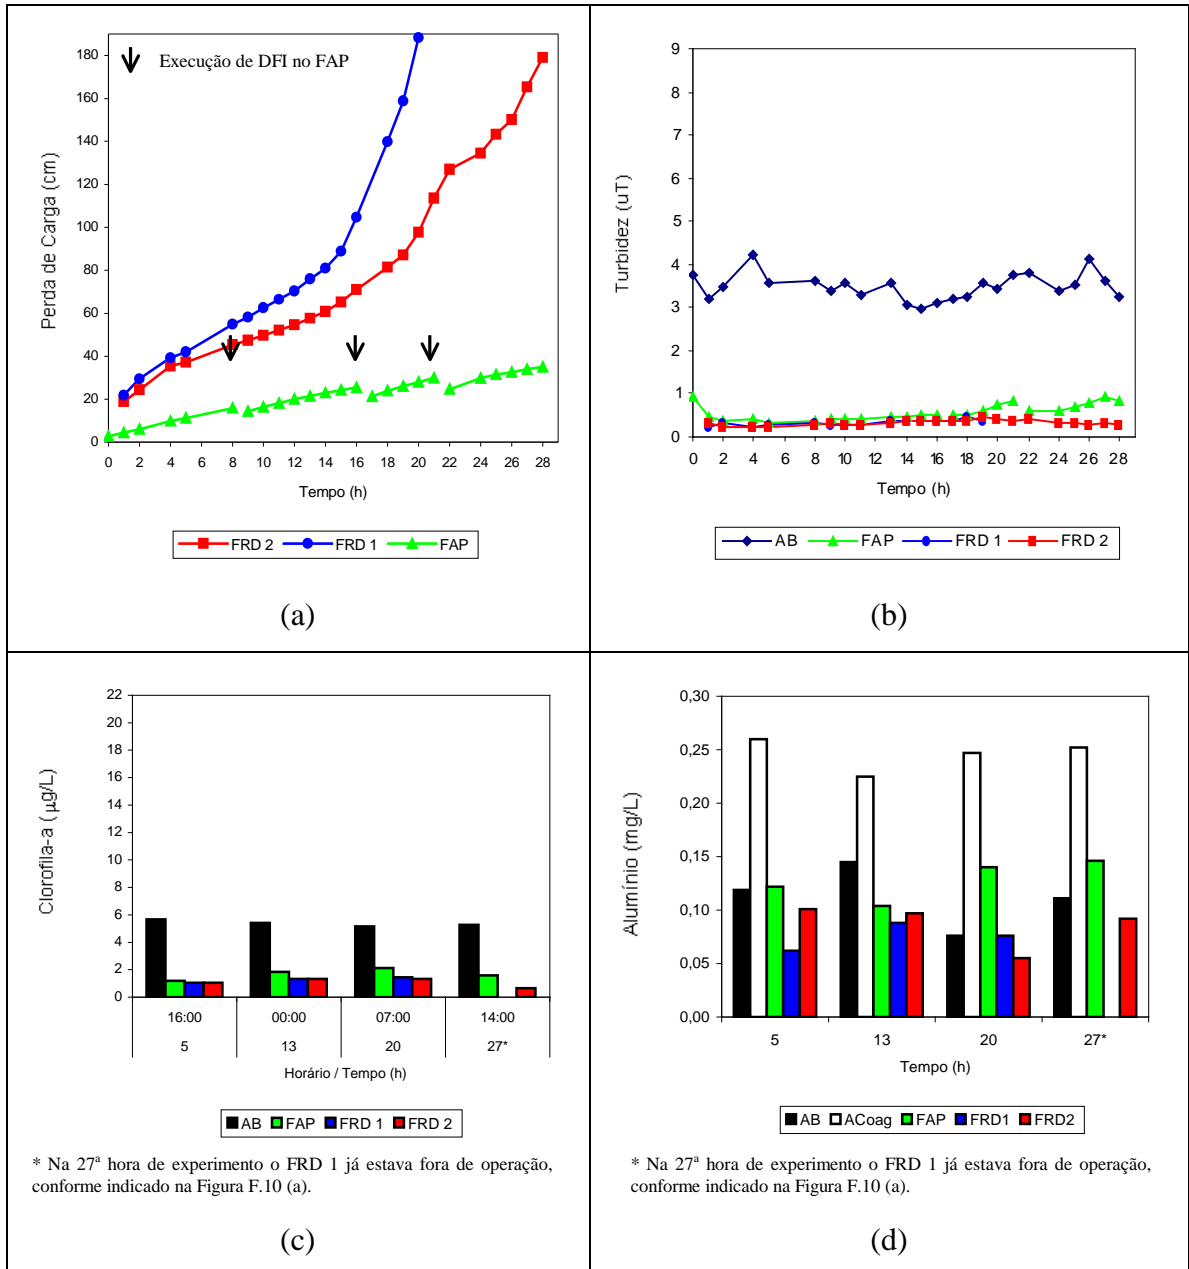 180
160
140
120
100
80
60
40
20
0
Perda de Carga (cm)
Execução de DFI no FAP
0 2 4 6 8 10 12 14 16 18 20 22 24 26 28
Tempo (h)
FRD 2 FRD 1 FAP
(a)
9
8
7
6
5
4
3
2
1
0
Turbidez (uT)
0 2 4 6 8 10 12 14 16 18 20 22 24 26 28
Tempo (h)
AB FAP FRD 1 FRD 2
(b)
22
20
18
16
14
12
10
8
6
4
2
0
Clorofila-a (µg/L)
16:00 00:00 07:00 14:00
5 13 20 27*
Horário / Tempo (h)
AB FAP FRD 1 FRD 2
* Na 27ª hora de experimento o FRD 1 já estava fora de operação,
conforme indicado na Figura F.10 (a).
(c)
0,30
0,25
0,20
0,15
0,10
0,05
0,00
Alumínio (mg/L)
5 13 20 27*
Tempo (h)
AB ACoag FAP FRD1 FRD2
* Na 27ª hora de experimento o FRD 1 já estava fora de operação,
conforme indicado na Figura F.10 (a).
(d)